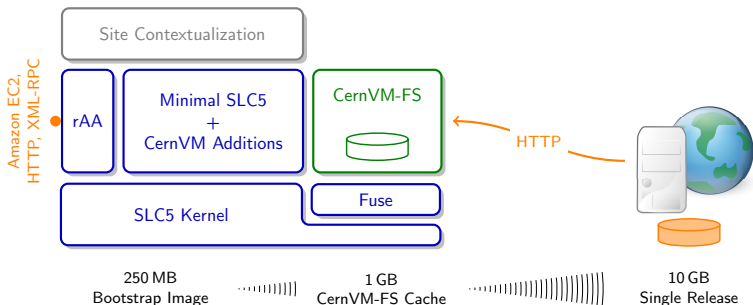 Site Contextualization
Amazon EC2,
HTTP, XML-RPC
rAA
Minimal SLC5
+
CernVM Additions
CernVM-FS
HTTP
SLC5 Kernel
Fuse
250 MB
Bootstrap Image
1 GB
CernVM-FS Cache
10 GB
Single Release